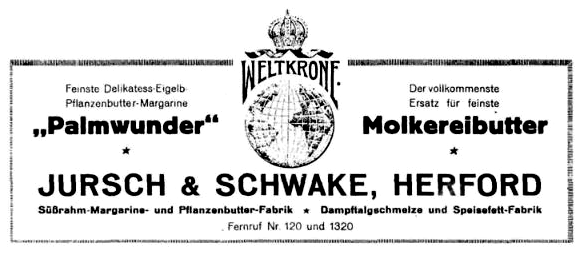 WELTKRONE.
Feinste Delikatess-Eigelb-
Pflanzenbutter-Margarine
„Palmwunder“
Der vollkommenste
Ersatz für feinste
Molkereibutter
JURSCH & SCHWAKE, HERFORD
Süßrahm-Margarine- und Pflanzenbutter-Fabrik ★ Dampftalgschmelze und Speisefett-Fabrik
Fernruf Nr. 120 und 1320